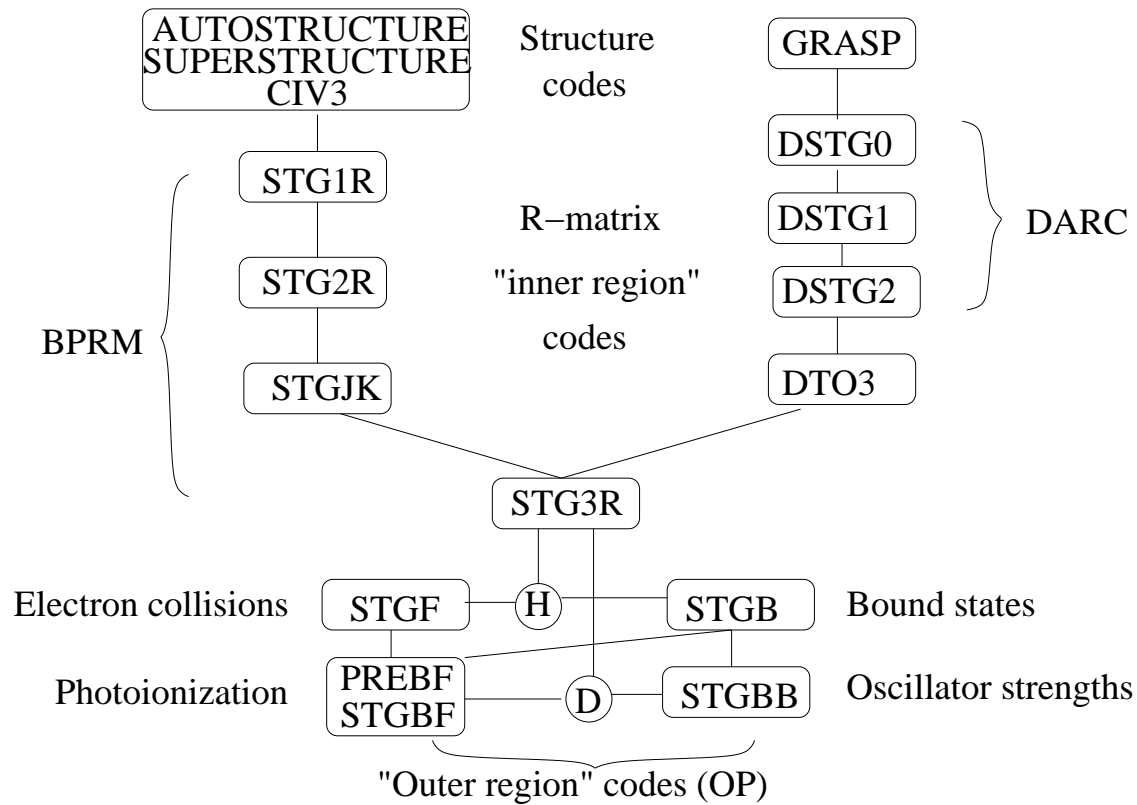 AUTOSTRUCTURE
SUPERSTRUCTURE
CIV3
Structure
codes
GRASP
DSTG0
STG1R
DSTG1
DARC
R−matrix
"inner region"
codes
STG2R
DSTG2
BPRM
STGJK
DTO3
STG3R
Electron collisions
STGF
H
STGB
Bound states
Photoionization
PREBF
STGBF
D
STGBB
Oscillator strengths
"Outer region" codes (OP)